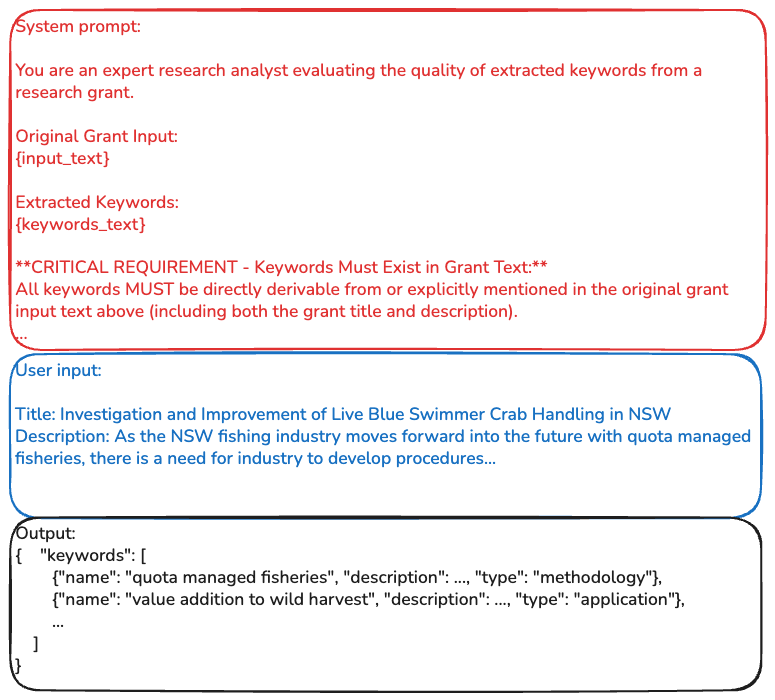 System prompt:
You are an expert research analyst evaluating the quality of extracted keywords from a
research grant.
Original Grant Input:
{input_text}
Extracted Keywords:
{keywords_text}
**CRITICAL REQUIREMENT - Keywords Must Exist in Grant Text:**
All keywords MUST be directly derivable from or explicitly mentioned in the original grant
input text above (including both the grant title and description).
...
User input:
Title: Investigation and Improvement of Live Blue Swimmer Crab Handling in NSW
Description: As the NSW fishing industry moves forward into the future with quota managed
fisheries, there is a need for industry to develop procedures...
Output:
{ "keywords": [
{"name": "quota managed fisheries", "description": ..., "type": "methodology"},
{"name": "value addition to wild harvest", "description": ..., "type": "application"},
...
]
}